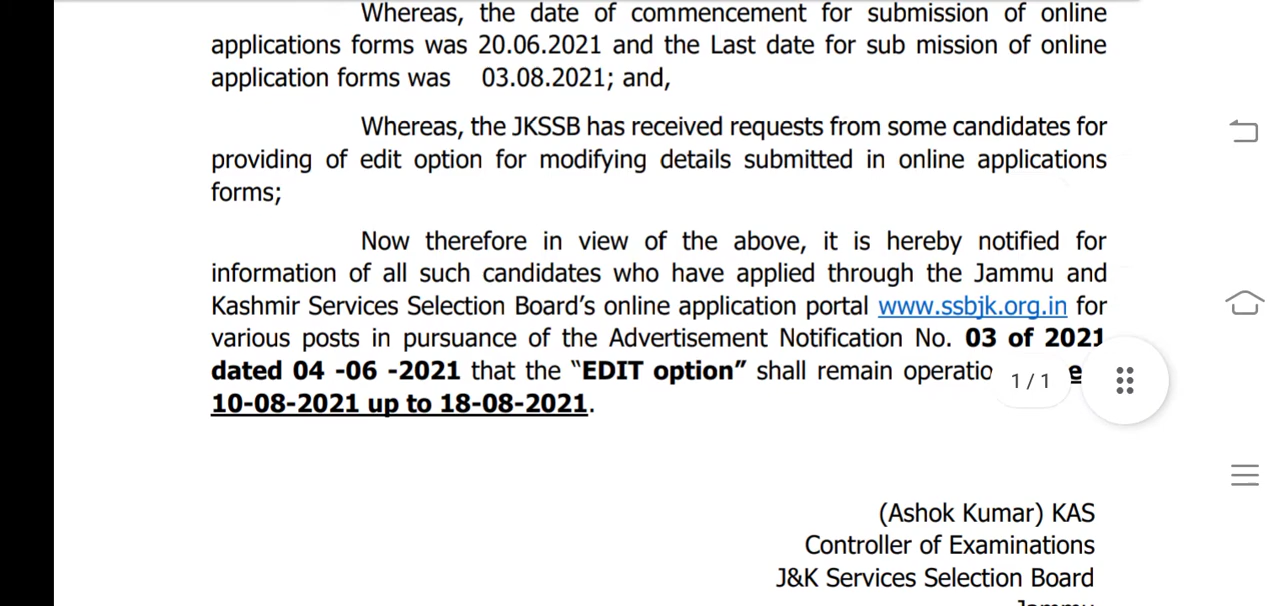 Whereas, the date of commencement for submission of online
applications forms was 20.06.2021 and the Last date for sub mission of online
application forms was 03.08.2021; and,
Whereas, the JKSSB has received requests from some candidates for
providing of edit option for modifying details submitted in online applications
forms;
Now therefore in view of the above, it is hereby notified for
information of all such candidates who have applied through the Jammu and
Kashmir Services Selection Board's online application portal www.ssbjk.org.in for
various posts in pursuance of the Advertisement Notification No. 03 of 2021
dated 04 -06 -2021 that the "EDIT option" shall remain
10-08-2021 up to 18-08-2021.
1 / 1
(Ashok Kumar) KAS
Controller of Examinations
J&K Services Selection Board
Jammu